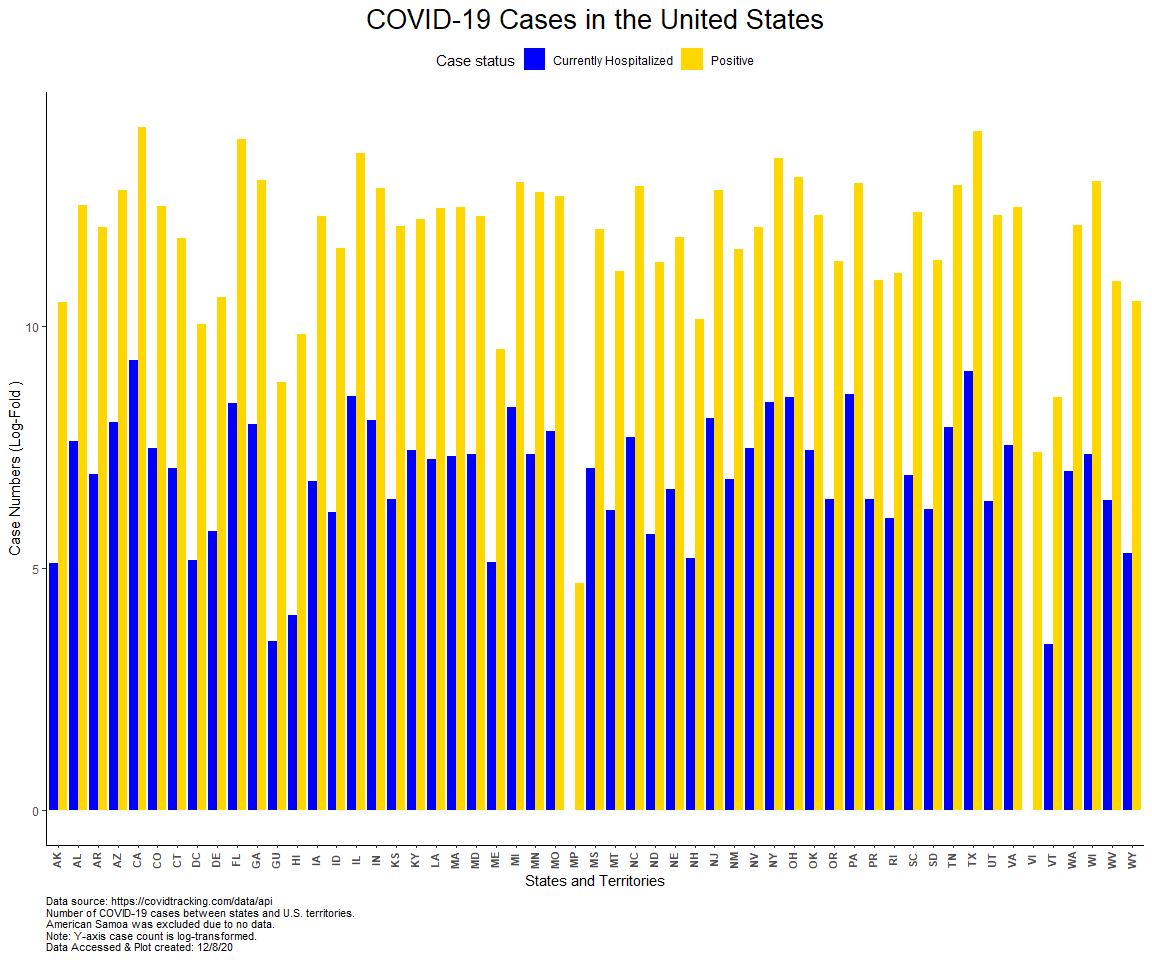 COVID-19 Cases in the United States
Case status Currently Hospitalized Positive
Case Numbers (Log-Fold )
10
5
0
AK AL AR AZ CA CO CT DC DE FL GA GU HI IA ID IL IN KS KY LA MA MD ME MI MN MO MP MS MT NC ND NE NH NJ NM NV NY OH OK OR PA PR RI SC SD TN TX UT VA VI VT WA WI WV WY
States and Territories
Data source: https://covidtracking.com/data/api
Number of COVID-19 cases between states and U.S. territories.
American Samoa was excluded due to no data.
Note: Y-axis case count is log-transformed.
Data Accessed & Plot created: 12/8/20